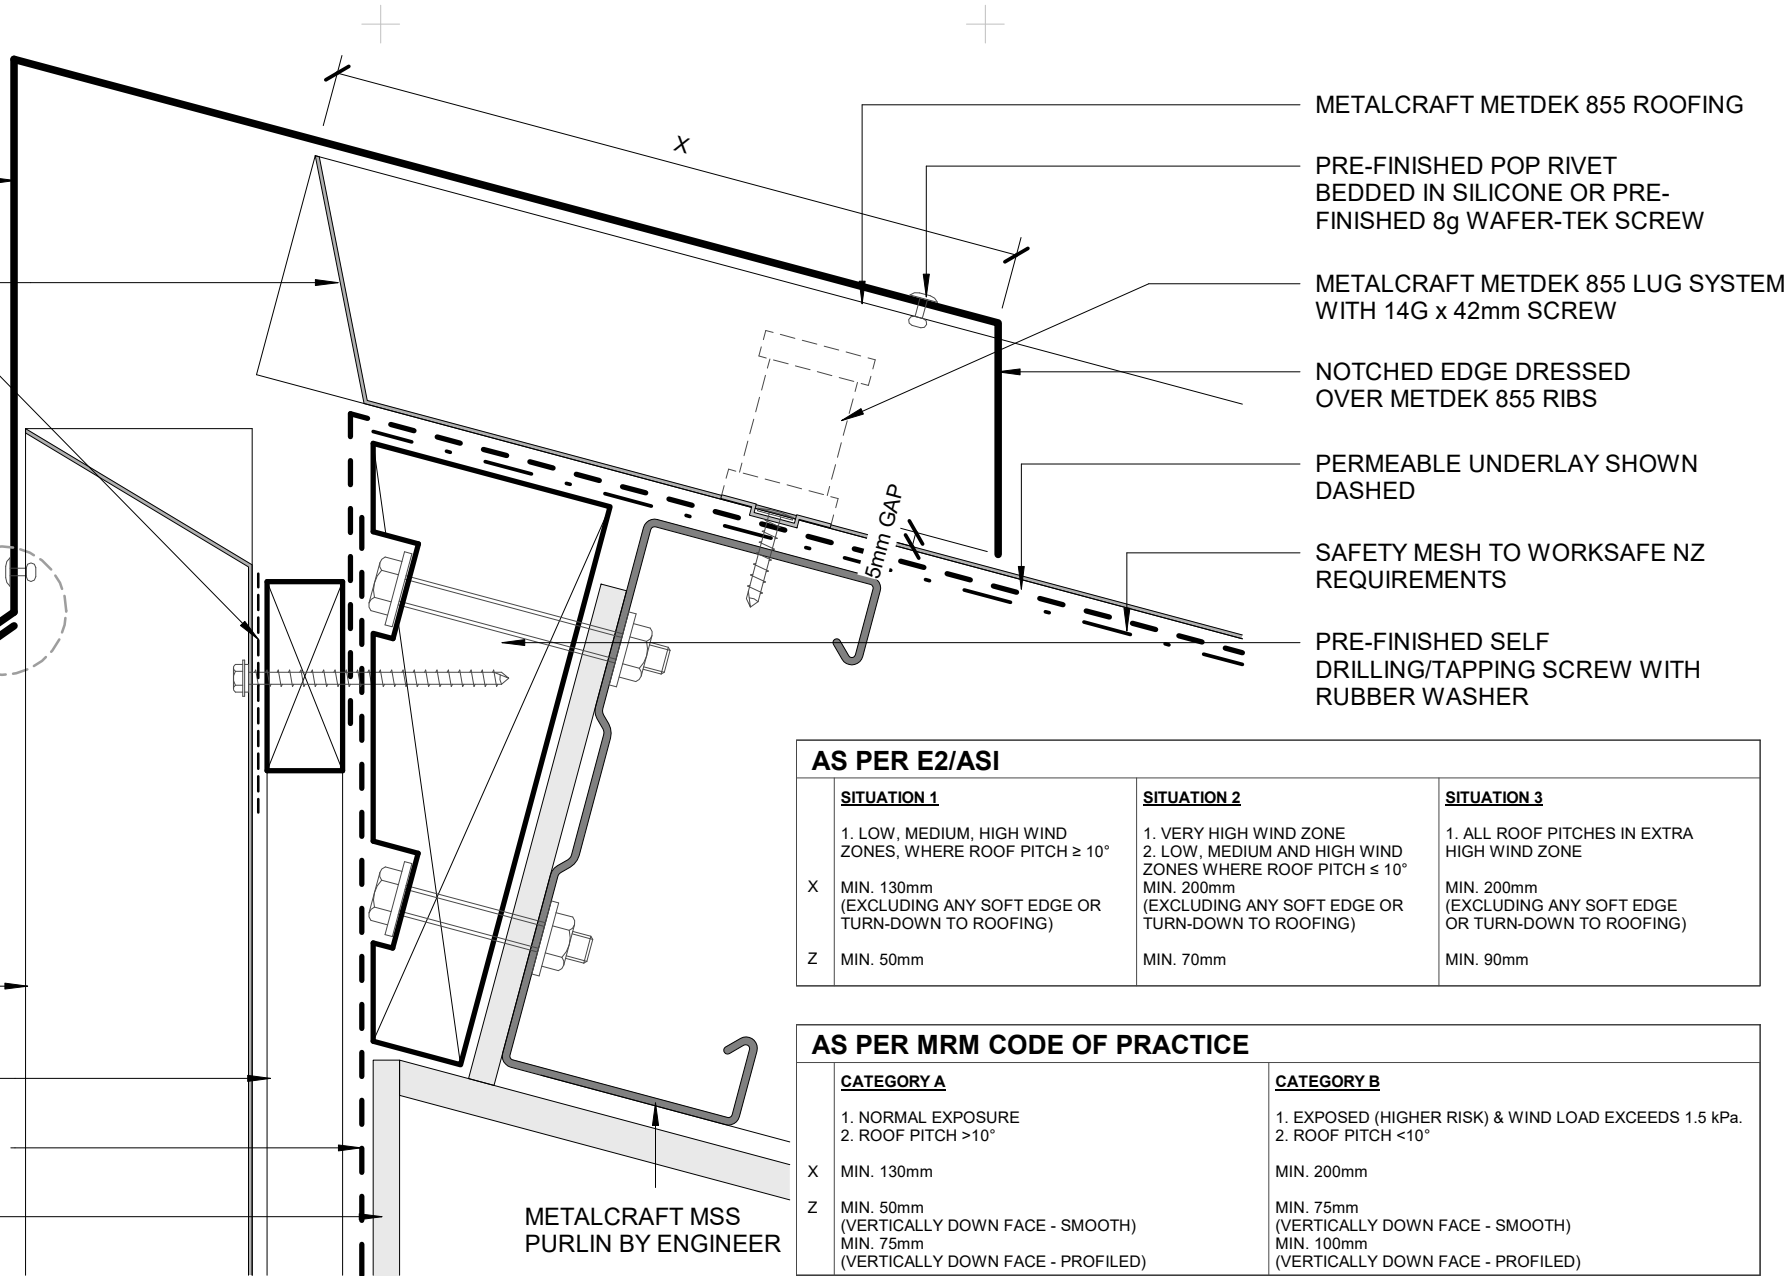 METALCRAFT METDEK 855 ROOFING
X
PRE-FINISHED POP RIVET
BEDDED IN SILICONE OR PRE-
FINISHED 8g WAFER-TEK SCREW
METALCRAFT METDEK 855 LUG SYSTEM
WITH 14G x 42mm SCREW
NOTCHED EDGE DRESSED
OVER METDEK 855 RIBS
PERMEABLE UNDERLAY SHOWN
DASHED
5mm GAP
SAFETY MESH TO WORKSAFE NZ
REQUIREMENTS
PRE-FINISHED SELF
DRILLING/TAPPING SCREW WITH
RUBBER WASHER
AS PER E2/ASI
SITUATION 1
1. LOW, MEDIUM, HIGH WIND
ZONES, WHERE ROOF PITCH ≥ 10°
X
MIN. 130mm
(EXCLUDING ANY SOFT EDGE OR
TURN-DOWN TO ROOFING)
Z
MIN. 50mm
SITUATION 2
1. VERY HIGH WIND ZONE
2. LOW, MEDIUM AND HIGH WIND
ZONES WHERE ROOF PITCH ≤ 10°
MIN. 200mm
(EXCLUDING ANY SOFT EDGE OR
TURN-DOWN TO ROOFING)
MIN. 70mm
SITUATION 3
1. ALL ROOF PITCHES IN EXTRA
HIGH WIND ZONE
MIN. 200mm
(EXCLUDING ANY SOFT EDGE
OR TURN-DOWN TO ROOFING)
MIN. 90mm
AS PER MRM CODE OF PRACTICE
CATEGORY A
1. NORMAL EXPOSURE
2. ROOF PITCH >10°
X
MIN. 130mm
Z
MIN. 50mm
(VERTICALLY DOWN FACE - SMOOTH)
MIN. 75mm
(VERTICALLY DOWN FACE - PROFILED)
CATEGORY B
1. EXPOSED (HIGHER RISK) & WIND LOAD EXCEEDS 1.5 kPa.
2. ROOF PITCH <10°
MIN. 200mm
MIN. 75mm
(VERTICALLY DOWN FACE - SMOOTH)
MIN. 100mm
(VERTICALLY DOWN FACE - PROFILED)
METALCRAFT MSS
PURLIN BY ENGINEER